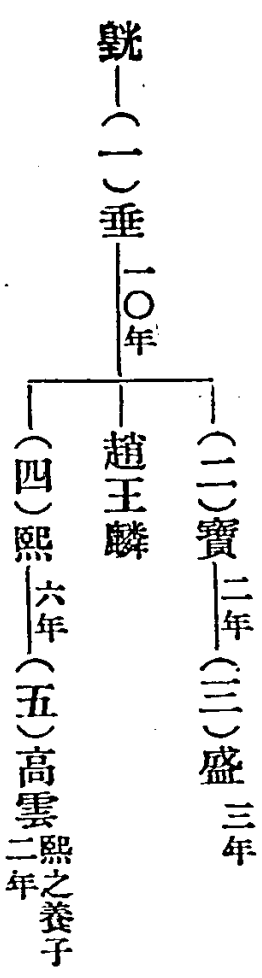 皝—(一)垂 一〇年
(二)寶 二年 (三)盛 三年
趙王麟
(四)熙 六年 (五)高雲 熙之養子
二年